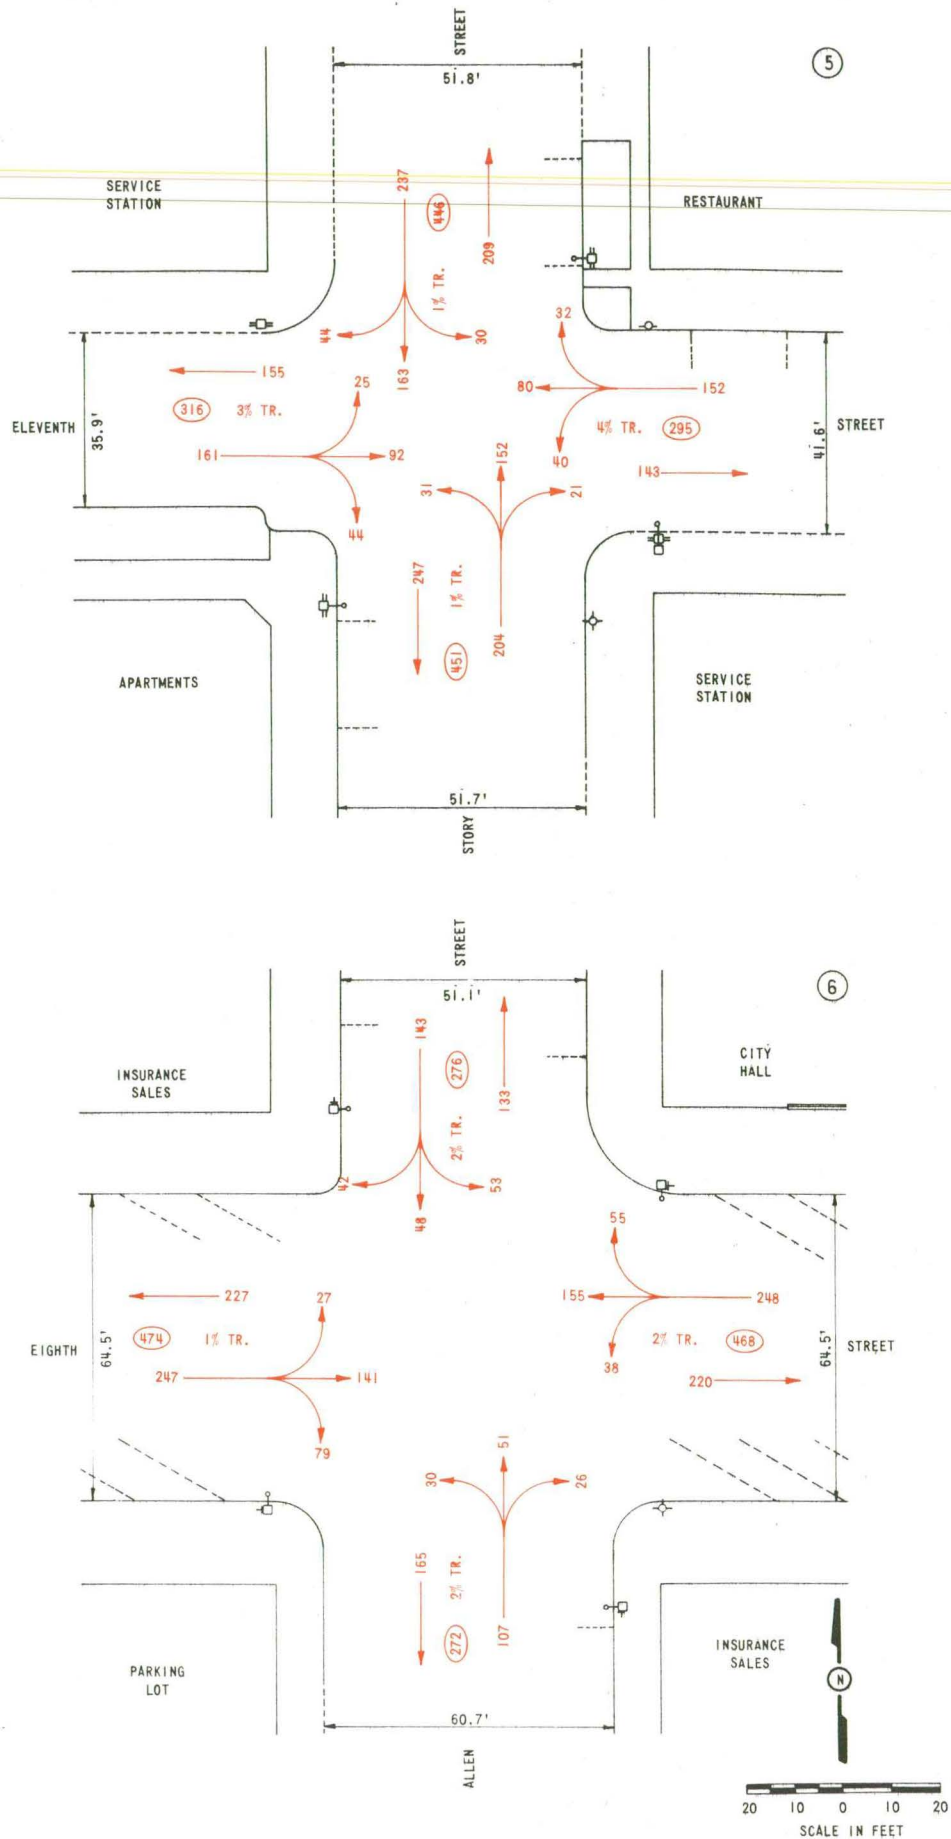 STREET
51.8'
5
237
SERVICE
STATION
446
RESTAURANT
209
1% TR.
32
44
30
155
25
163
80
152
316
3% TR.
ELEVENTH
35.9'
4% TR.
295
STREET
41.6'
161
92
152
40
143
31
21
44
247
1% TR.
204
451
APARTMENTS
SERVICE
STATION
51.7'
STORY
STREET
51.1'
6
143
276
133
CITY
HALL
INSURANCE
SALES
2% TR.
42
53
48
55
227
27
155
248
474
1% TR.
2% TR.
468
EIGHTH
64.5'
64.5'
STREET
247
141
38
220
79
51
30
26
165
2% TR.
107
272
INSURANCE
SALES
PARKING
LOT
N
60.7'
ALLEN
20 10 0 10 20
SCALE IN FEET